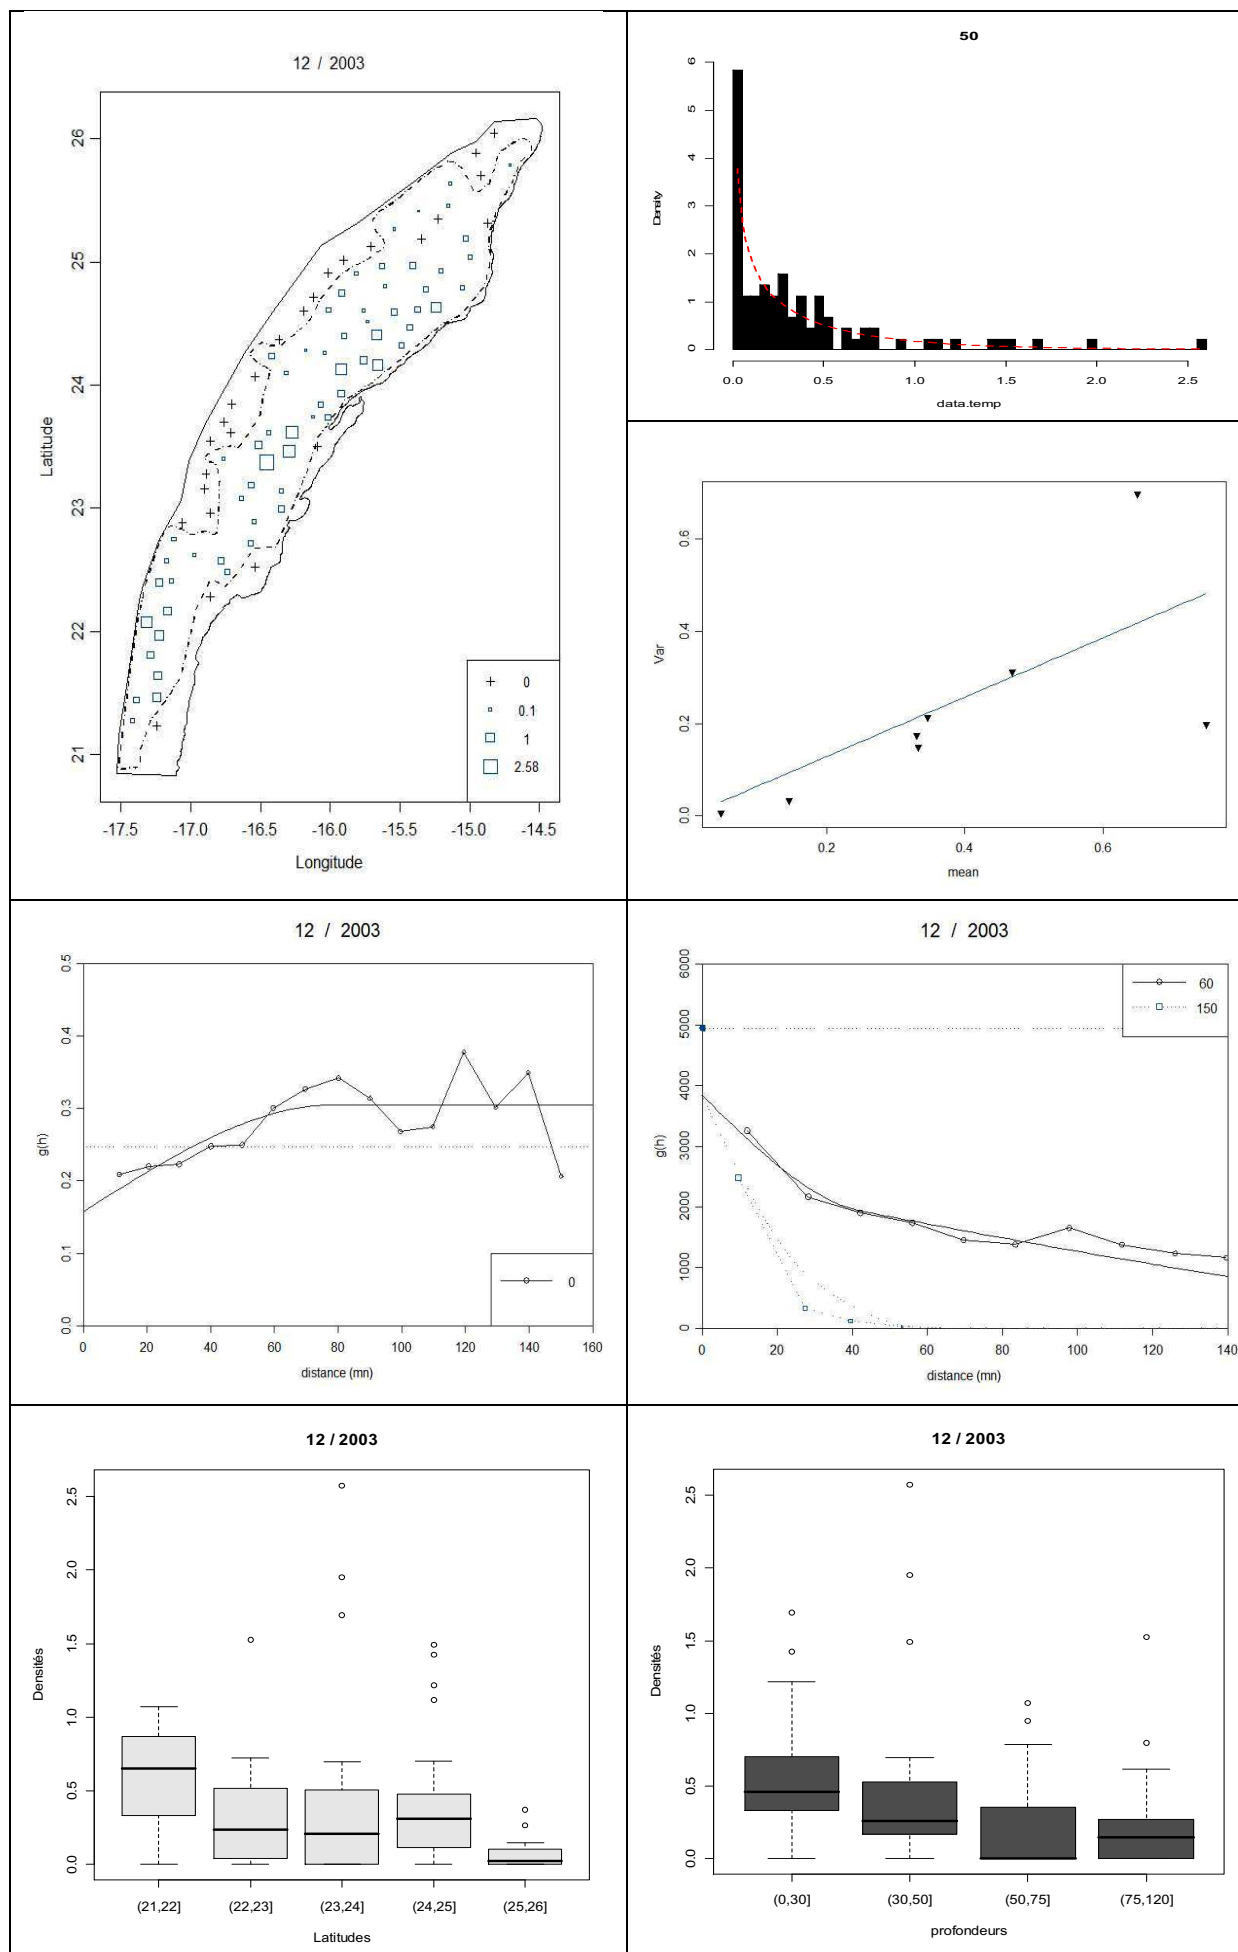 12 / 2003
26
25
24
23
22
21
Latitude
-17.5 -17.0 -16.5 -16.0 -15.5 -15.0 -14.5
Longitude
0
0.1
1
2.58
50
6
5
4
3
2
1
0
Density
0.0 0.5 1.0 1.5 2.0 2.5
data.temp
0.6
0.4
0.2
0.0
Var
0.2 0.4 0.6
mean
12 / 2003
0.5
0.4
0.3
0.2
0.1
0.0
g(h)
0 20 40 60 80 100 120 140 160
distance (mn)
0
12 / 2003
6000
5000
4000
3000
2000
1000
0
g(h)
0 20 40 60 80 100 120 140
distance (mn)
60
150
12 / 2003
2.5
2.0
1.5
1.0
0.5
0.0
Densités
(21,22] (22,23] (23,24] (24,25] (25,26]
Latitudes
12 / 2003
2.5
2.0
1.5
1.0
0.5
0.0
Densités
(0,30] (30,50] (50,75] (75,120]
profondeurs